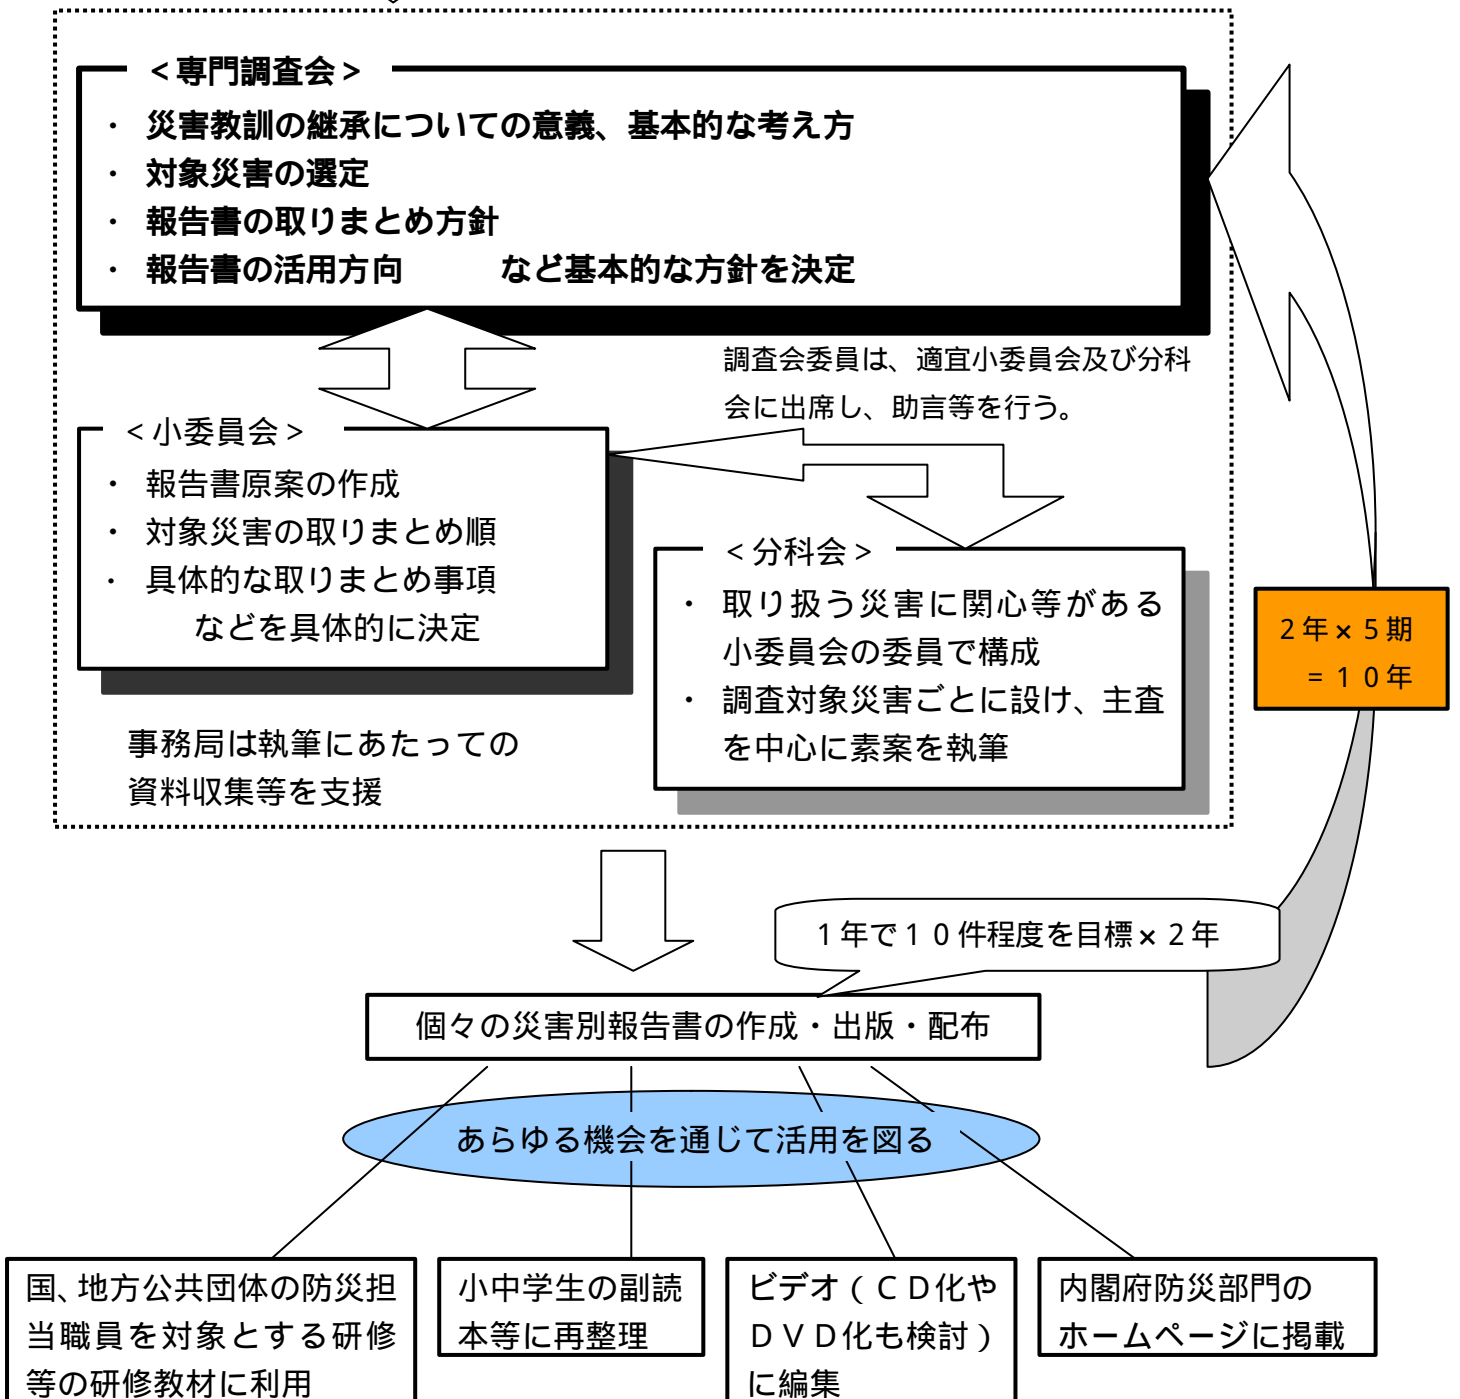 ＜専門調査会＞
・ 災害教訓の継承についての意義、基本的な考え方
・ 対象災害の選定
・ 報告書の取りまとめ方針
・ 報告書の活用方向　　　など基本的な方針を決定
調査会委員は、適宜小委員会及び分科
会に出席し、助言等を行う。
＜小委員会＞
・ 報告書原案の作成
・ 対象災害の取りまとめ順
・ 具体的な取りまとめ事項
などを具体的に決定
＜分科会＞
・ 取り扱う災害に関心等がある
小委員会の委員で構成
・ 調査対象災害ごとに設け、主査
を中心に素案を執筆
事務局は執筆にあたっての
資料収集等を支援
２年×５期
＝１０年
１年で１０件程度を目標×２年
個々の災害別報告書の作成・出版・配布
あらゆる機会を通じて活用を図る
国、地方公共団体の防災担
当職員を対象とする研修
等の研修教材に利用
小中学生の副読
本等に再整理
ビデオ（ＣＤ化や
ＤＶＤ化も検討）
に編集
内閣府防災部門の
ホームページに掲載